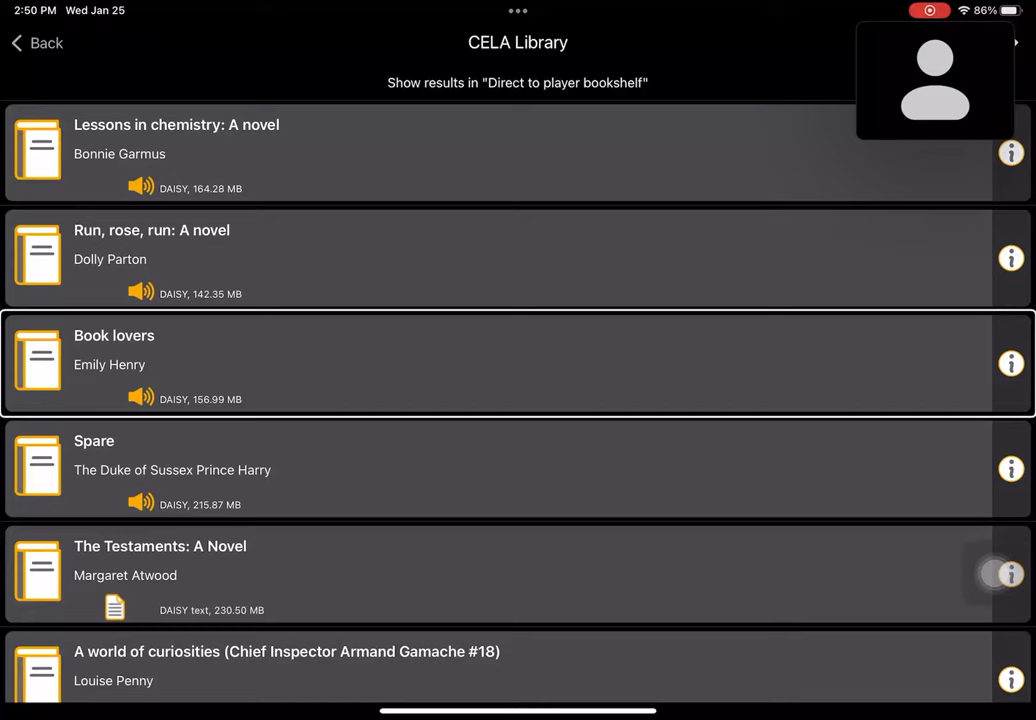 2:50 PM Wed Jan 25
86%
Back
CELA Library
Show results in "Direct to player bookshelf"
Lessons in chemistry: A novel
Bonnie Garmus
DAISY, 164.28 MB
Run, rose, run: A novel
Dolly Parton
DAISY, 142.35 MB
Book lovers
Emily Henry
DAISY, 156.99 MB
Spare
The Duke of Sussex Prince Harry
DAISY, 215.87 MB
The Testaments: A Novel
Margaret Atwood
DAISY text, 230.50 MB
A world of curiosities (Chief Inspector Armand Gamache #18)
Louise Penny